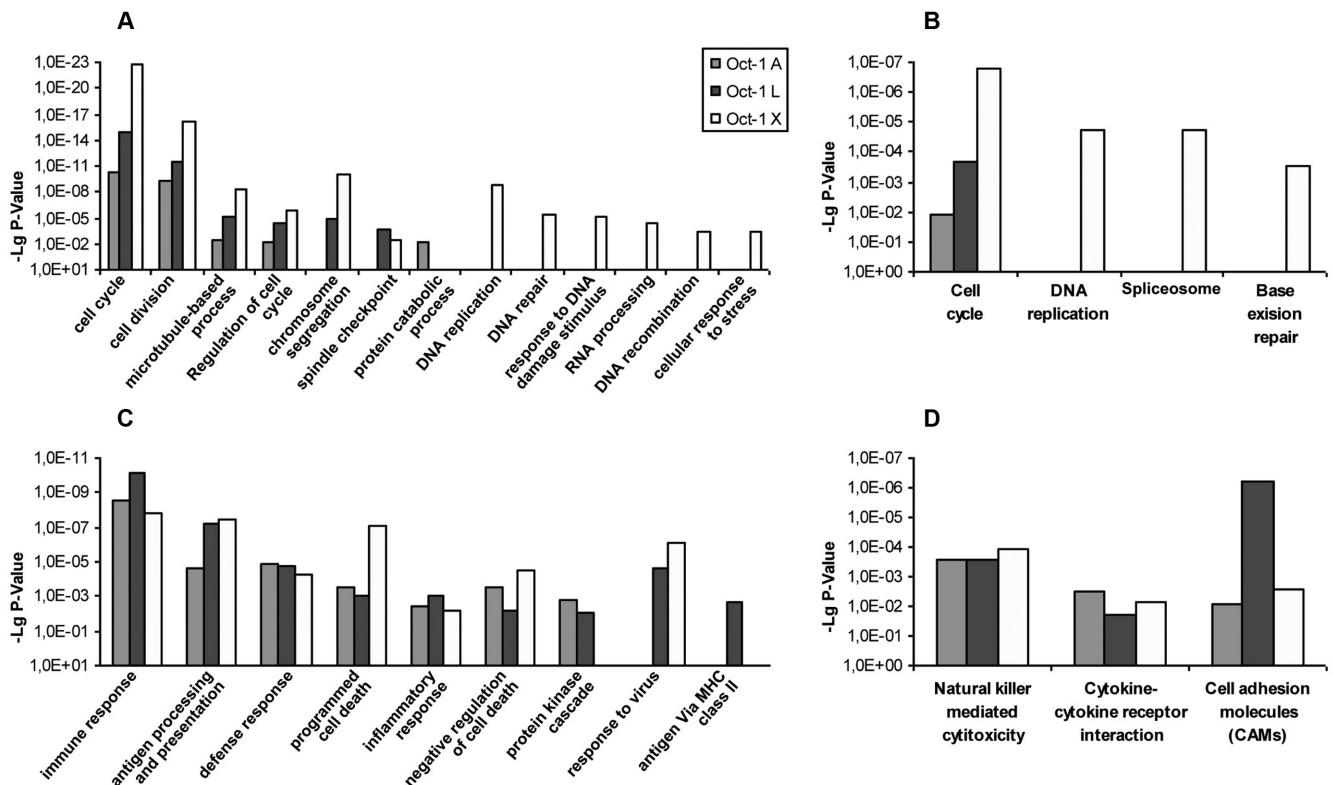 A
-Lg P-Value
1,0E-23
1,0E-20
1,0E-17
1,0E-14
1,0E-11
1,0E-08
1,0E-05
1,0E-02
1,0E+01
Oct-1 A
Oct-1 L
Oct-1 X
cell cycle
cell division
microtubule-based
process
Regulation of cell
cycle
chromosome
segregation
spindle checkpoint
protein catabolic
process
DNA replication
DNA repair
response to DNA
damage stimulus
RNA processing
DNA recombination
cellular response
to stress
B
-Lg P-Value
1,0E-07
1,0E-06
1,0E-05
1,0E-04
1,0E-03
1,0E-02
1,0E-01
1,0E+00
Cell
cycle
DNA
replication
Spliceosome
Base
exision
repair
C
-Lg P-Value
1,0E-11
1,0E-09
1,0E-07
1,0E-05
1,0E-03
1,0E-01
1,0E+01
immune response
antigen processing
and presentation
defense response
programmed
cell death
inflammatory
response
negative regulation
of cell death
protein kinase
cascade
response to virus
antigen Via MHC
class II
D
-Lg P-Value
1,0E-07
1,0E-06
1,0E-05
1,0E-04
1,0E-03
1,0E-02
1,0E-01
1,0E+00
Natural killer
mediated
cytitoxicity
Cytokine-
cytokine receptor
interaction
Cell adhesion
molecules
(CAMs)